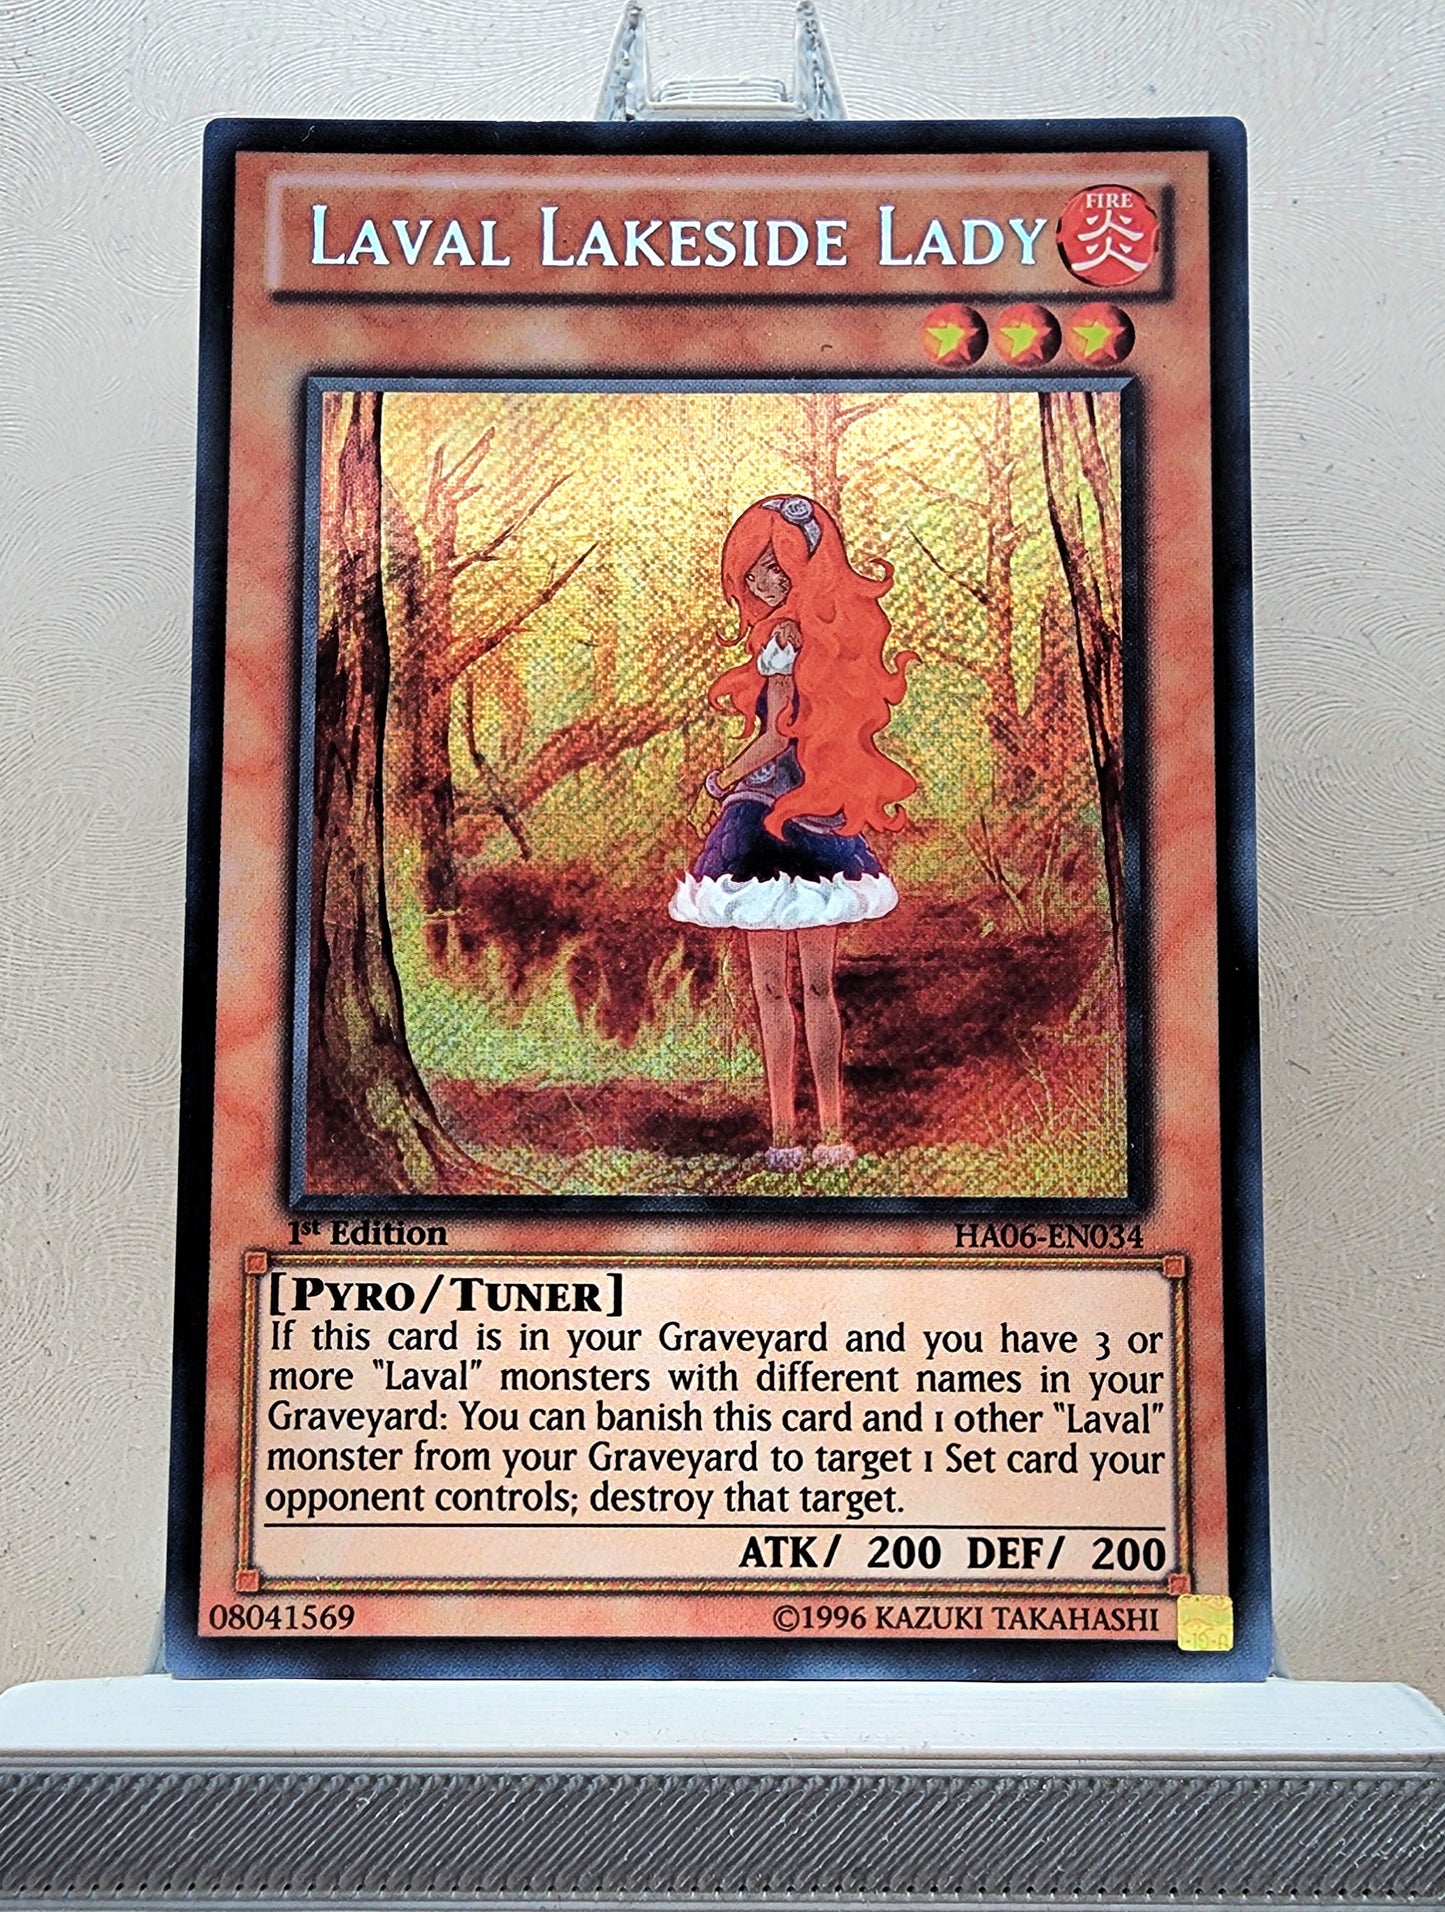 LAVAL LAKESIDE LADY
FIRE
炎
1st Edition
HA06-EN034
[PYRO/TUNER]
If this card is in your Graveyard and you have 3 or
more "Laval" monsters with different names in your
Graveyard: You can banish this card and 1 other "Laval"
monster from your Graveyard to target 1 Set card your
opponent controls; destroy that target.
ATK/ 200 DEF/ 200
08041569
©1996 KAZUKI TAKAHASHI